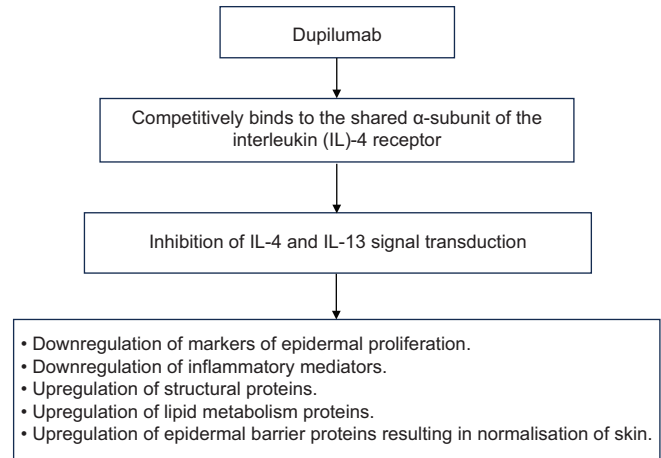 Dupilumab
Competitively binds to the shared α-subunit of the
interleukin (IL)-4 receptor
Inhibition of IL-4 and IL-13 signal transduction
• Downregulation of markers of epidermal proliferation.
• Downregulation of inflammatory mediators.
• Upregulation of structural proteins.
• Upregulation of lipid metabolism proteins.
• Upregulation of epidermal barrier proteins resulting in normalisation of skin.